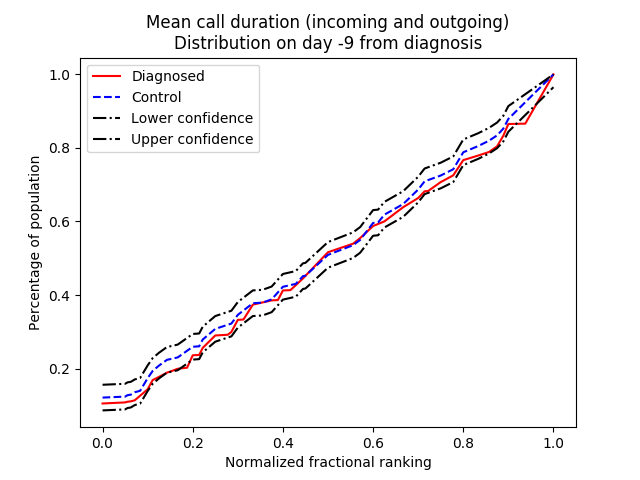 Mean call duration (incoming and outgoing)
Distribution on day -9 from diagnosis
Diagnosed
Control
Lower confidence
Upper confidence
Percentage of population
1.0
0.8
0.6
0.4
0.2
0.0 0.2 0.4 0.6 0.8 1.0
Normalized fractional ranking